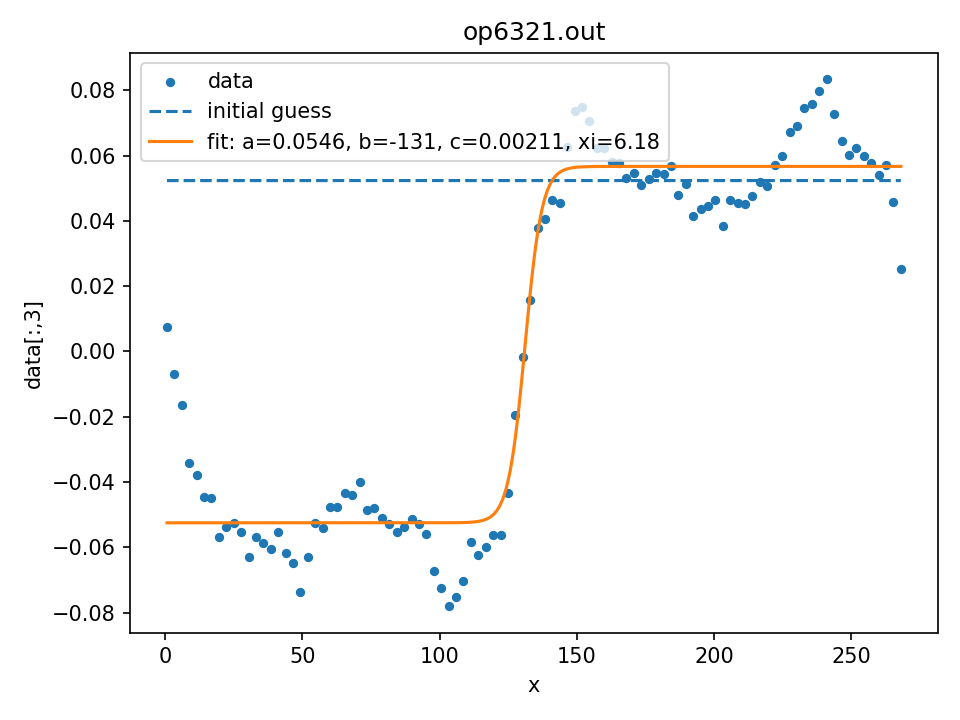 op6321.out
data
initial guess
fit: a=0.0546, b=-131, c=0.00211, xi=6.18
0.08
0.06
0.04
0.02
0.00
−0.02
−0.04
−0.06
−0.08
data[:,3]
0 50 100 150 200 250
x